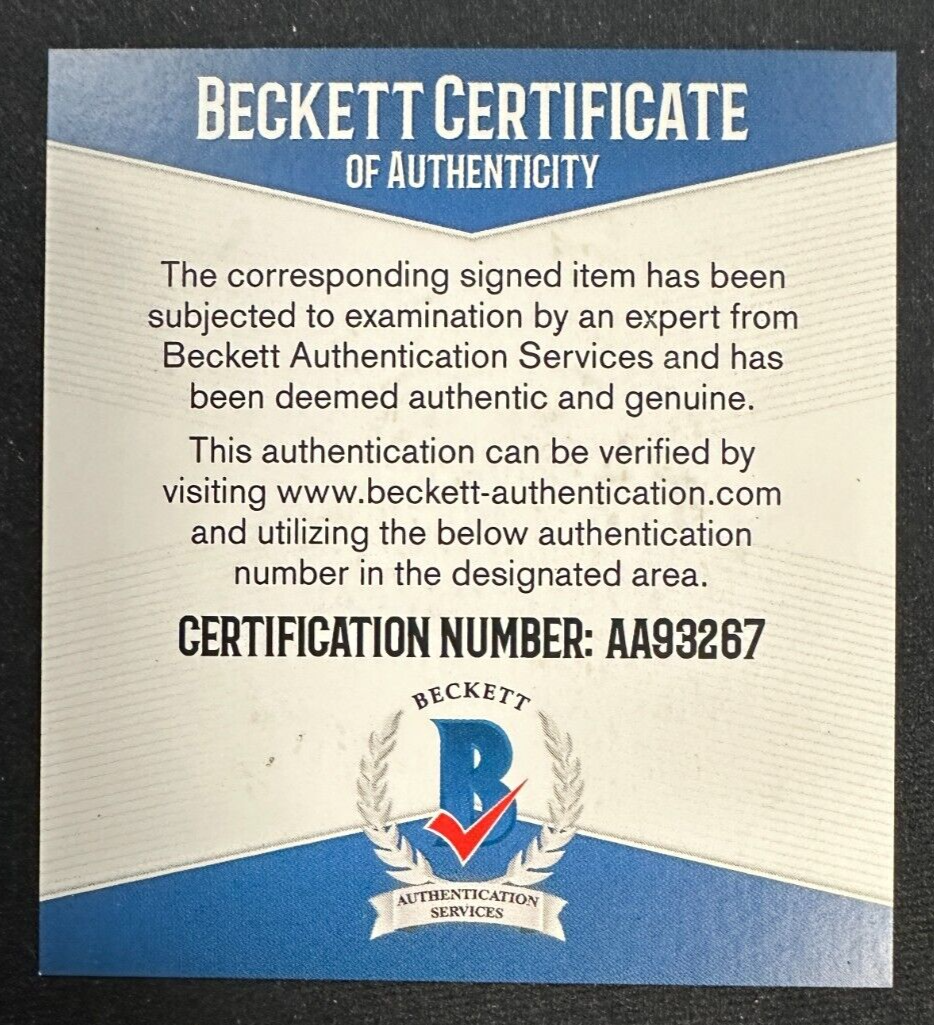 BECKETT CERTIFICATE
OF AUTHENTICITY
The corresponding signed item has been
subjected to examination by an expert from
Beckett Authentication Services and has
been deemed authentic and genuine.
This authentication can be verified by
visiting www.beckett-authentication.com
and utilizing the below authentication
number in the designated area.
CERTIFICATION NUMBER: AA93267
BECKETT
B
AUTHENTICATION
SERVICES